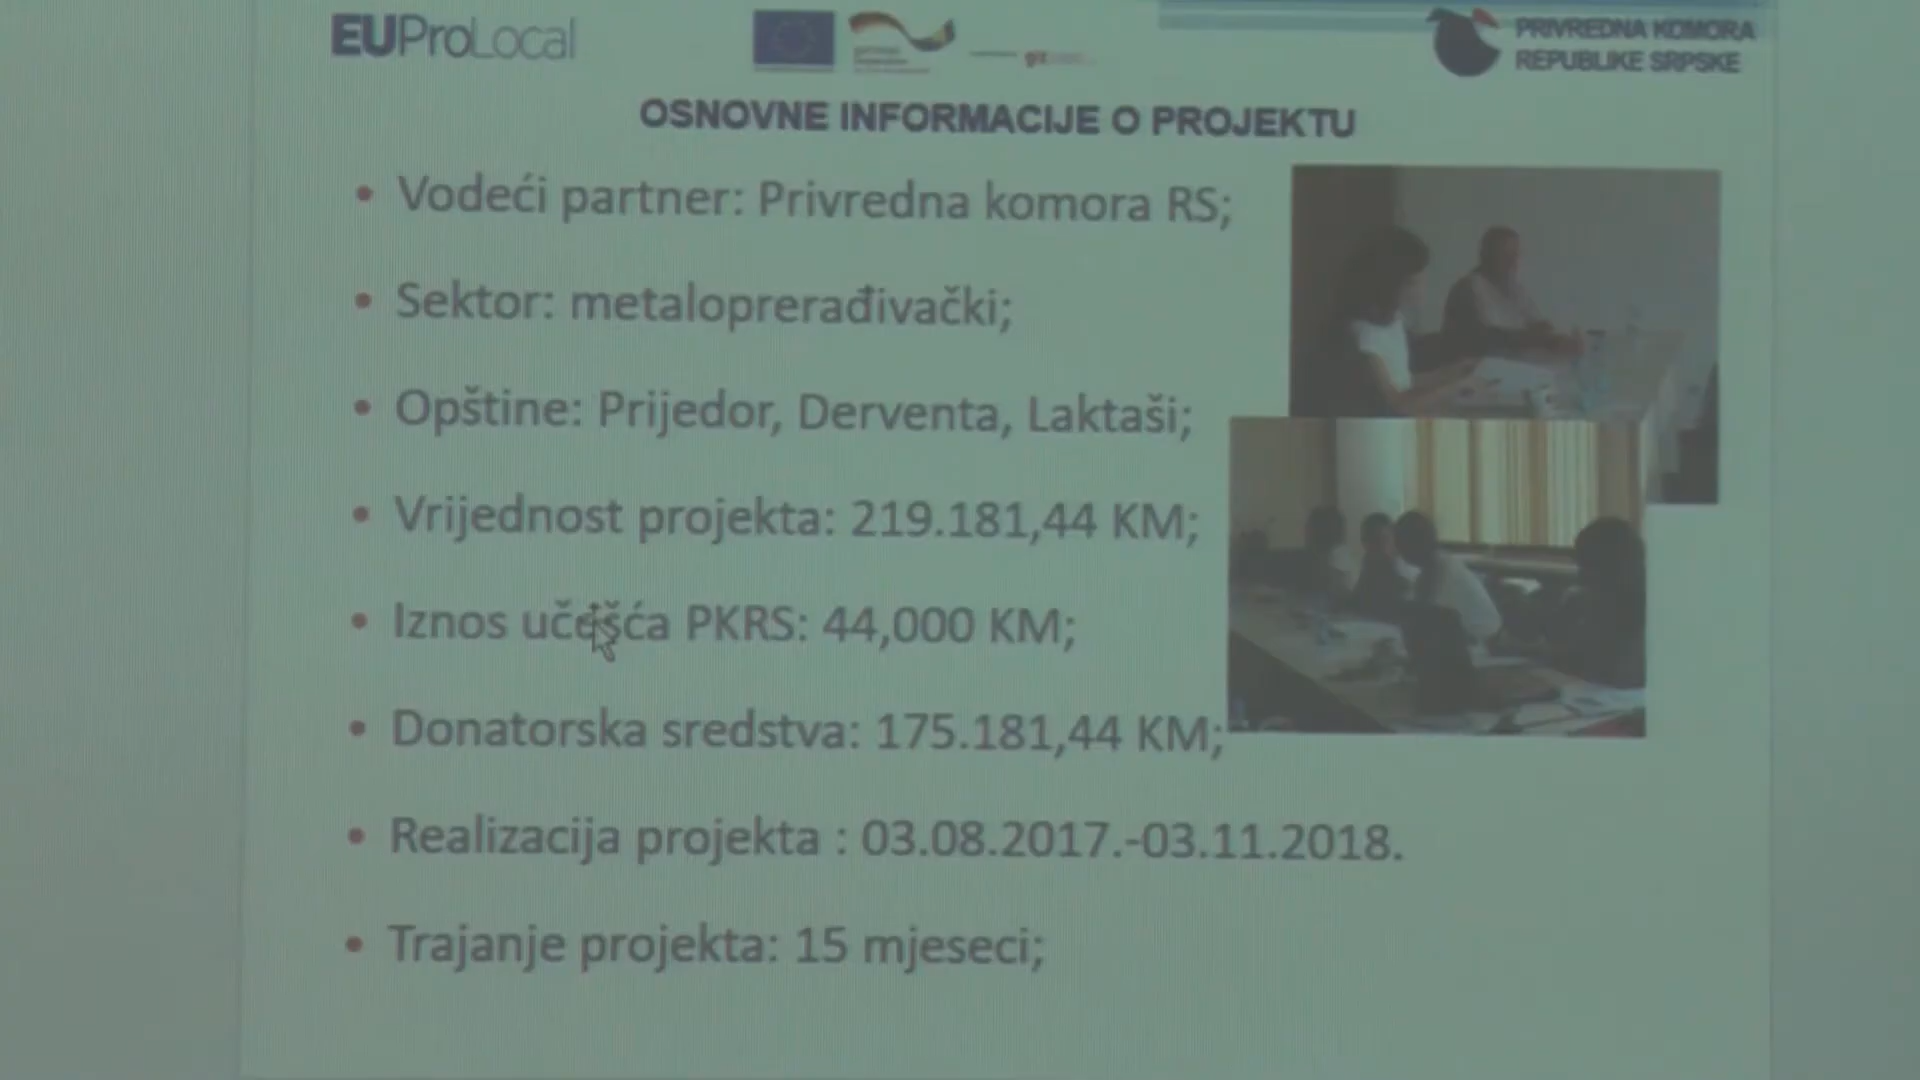 EUProLocal
giz
PRIVREDNA KOMORA
REPUBLIKE SRPSKE
OSNOVNE INFORMACIJE O PROJEKTU
• Vodeći partner: Privredna komora RS;
• Sektor: metaloprerađivački;
• Opštine: Prijedor, Derventa, Laktaši;
• Vrijednost projekta: 219.181,44 KM;
• Iznos učešća PKRS: 44,000 KM;
• Donatorska sredstva: 175.181,44 KM;
• Realizacija projekta : 03.08.2017.-03.11.2018.
• Trajanje projekta: 15 mjeseci;